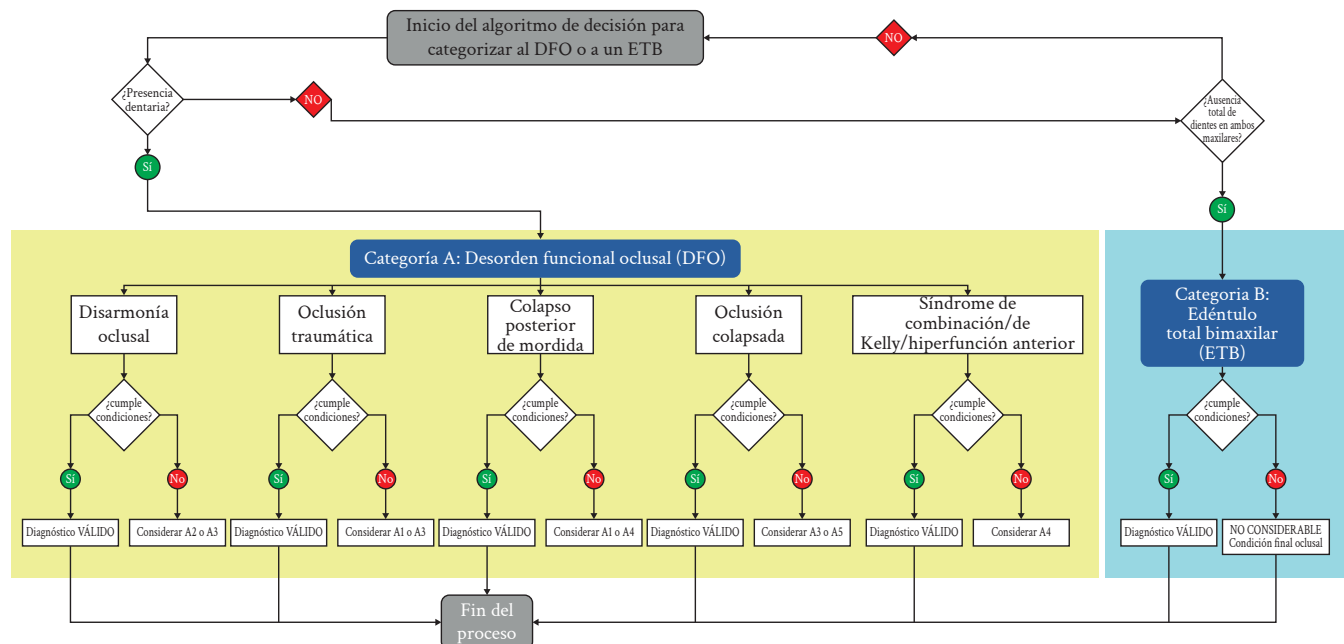 Inicio del algoritmo de decisión para
categorizar al DFO o a un ETB
NO
¿Presencia
dentaria?
NO
¿Ausencia
total de
dientes en ambos
maxilares?
Sí
Sí
Categoría A: Desorden funcional oclusal (DFO)
Disarmonía
oclusal
Oclusión
traumática
Colapso
posterior
de mordida
Oclusión
colapsada
Síndrome de
combinación/de
Kelly/hiperfunción anterior
Categoria B:
Edéntulo
total bimaxilar
(ETB)
¿cumple
condiciones?
¿cumple
condiciones?
¿cumple
condiciones?
¿cumple
condiciones?
¿cumple
condiciones?
¿cumple
condiciones?
Sí
No
Sí
No
Sí
No
Sí
No
Sí
No
Sí
No
Diagnóstico VÁLIDO
Considerar A2 o A3
Diagnóstico VÁLIDO
Considerar A1 o A3
Diagnóstico VÁLIDO
Considerar A1 o A4
Diagnóstico VÁLIDO
Considerar A3 o A5
Diagnóstico VÁLIDO
Considerar A4
Diagnóstico VÁLIDO
NO CONSIDERABLE
Condición final oclusal
Fin del
proceso